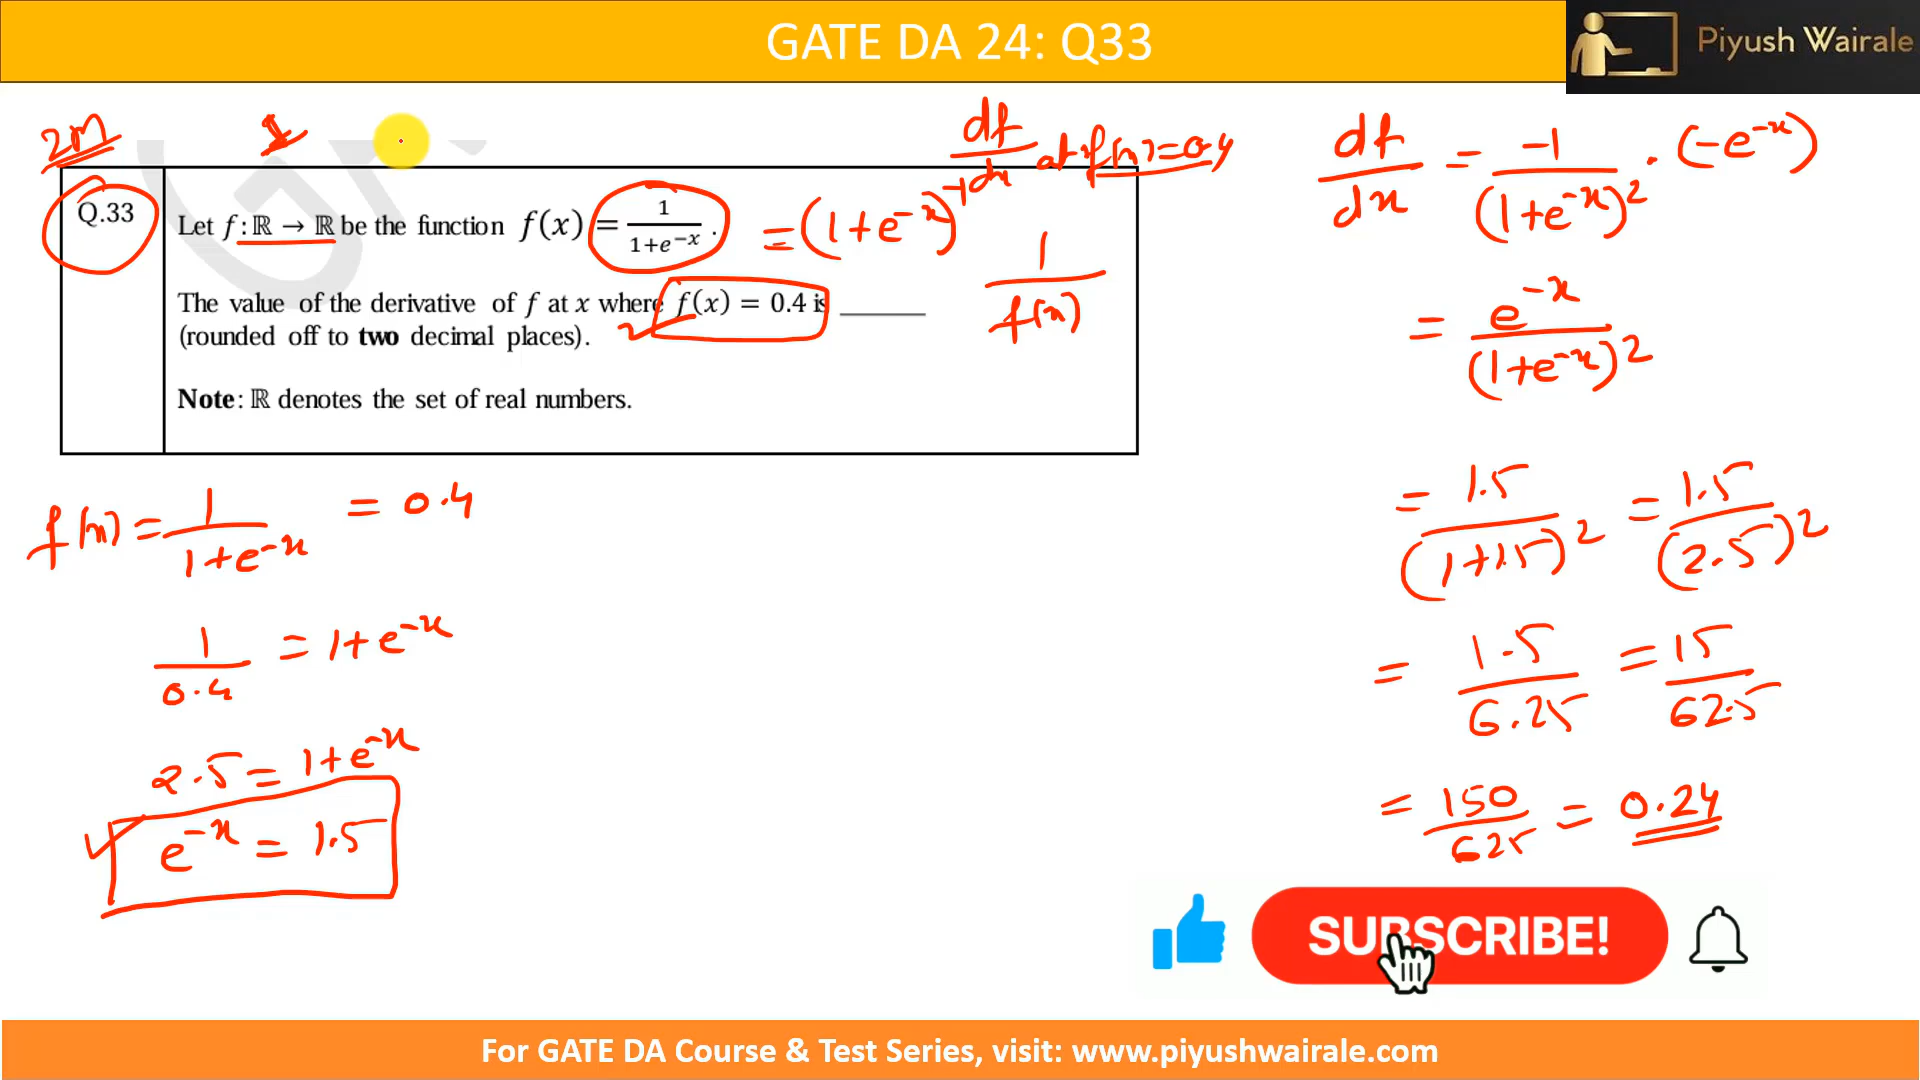 GATE DA 24: Q33
Piyush Wairale
2M
df/dx at f(x)=0.4
Q.33
Let f : ℝ → ℝ be the function f(x) = 1/(1+e^−x) .
= (1+e^-x)^-1
1/f(x)
The value of the derivative of f at x where f(x) = 0.4 is ________
(rounded off to two decimal places).
Note: ℝ denotes the set of real numbers.
f(x) = 1/(1+e^-x) = 0.4
1/0.4 = 1+e^-x
2.5 = 1+e^-x
e^-x = 1.5
df/dx = -1/(1+e^-x)^2 · (-e^-x)
= e^-x/(1+e^-x)^2
= 1.5/(1+1.5)^2 = 1.5/(2.5)^2
= 1.5/6.25 = 15/62.5
= 150/625 = 0.24
SUBSCRIBE!
For GATE DA Course & Test Series, visit: www.piyushwairale.com